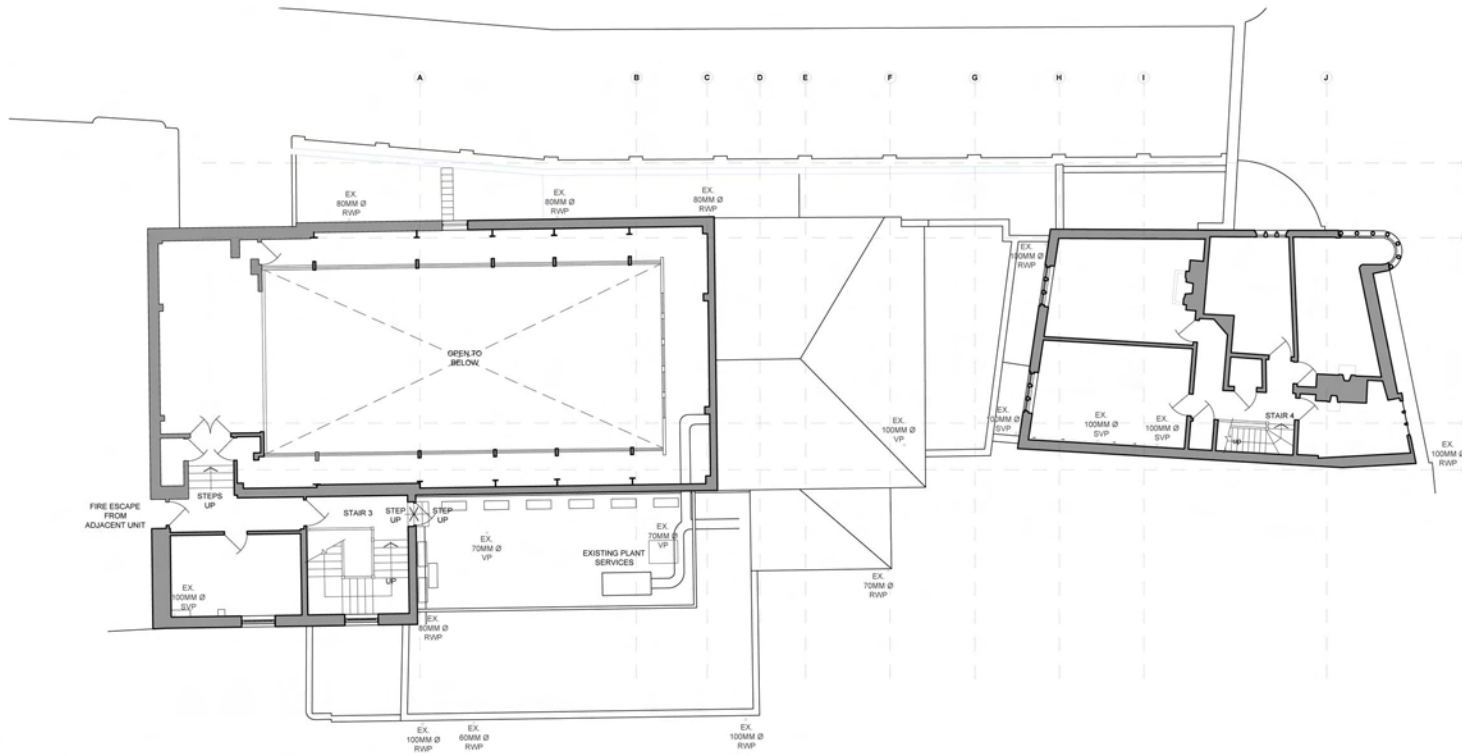 A
B
C
D
E
F
G
H
I
J
EX.
80MM Ø
RWP
EX.
80MM Ø
RWP
EX.
80MM Ø
RWP
EX.
100MM Ø
RWP
OPEN TO
BELOW
EX.
100MM Ø
VP
EX.
100MM Ø
SVP
EX.
100MM Ø
SVP
EX.
100MM Ø
SVP
STAIR 4
UP
EX.
100MM Ø
RWP
STEPS
UP
FIRE ESCAPE
FROM
ADJACENT UNIT
STAIR 3
STEP
UP
STEP
UP
EX.
70MM Ø
VP
EX.
70MM Ø
VP
EXISTING PLANT
SERVICES
UP
EX.
100MM Ø
SVP
EX.
70MM Ø
RWP
EX.
80MM Ø
RWP
EX.
100MM Ø
RWP
EX.
60MM Ø
RWP
EX.
100MM Ø
RWP